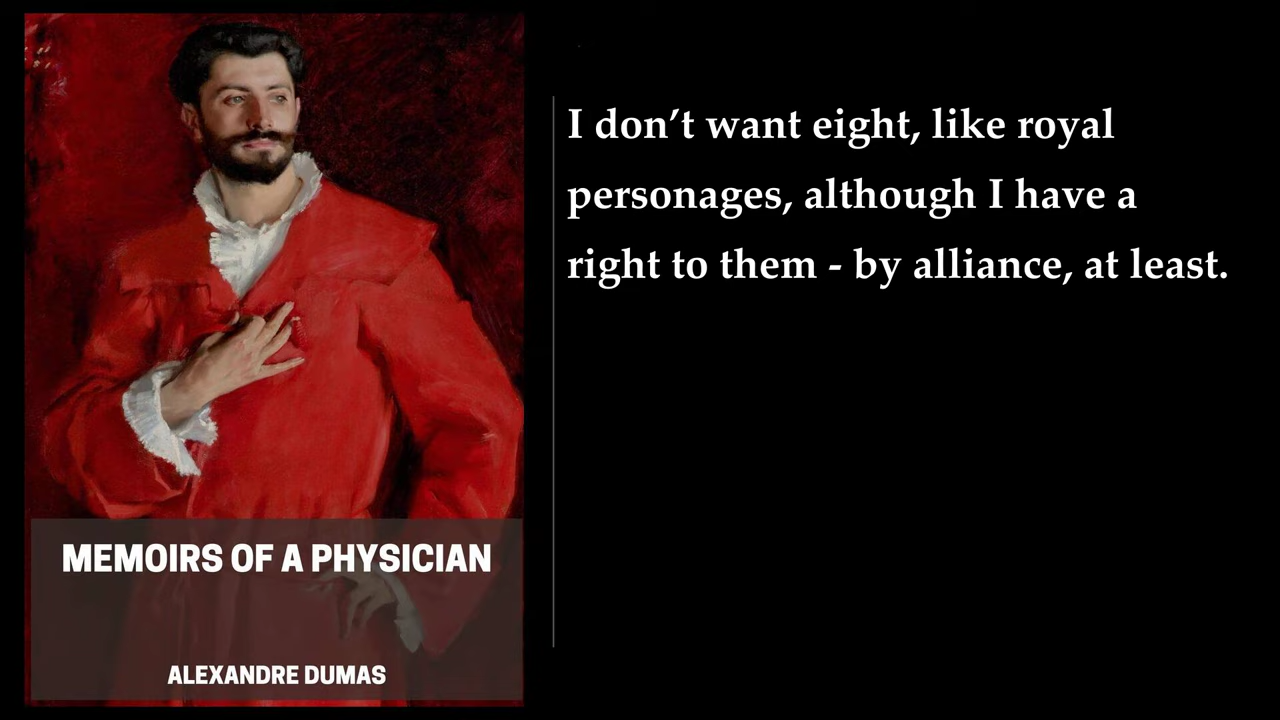 I don’t want eight, like royal
personages, although I have a
right to them - by alliance, at least.
MEMOIRS OF A PHYSICIAN
ALEXANDRE DUMAS